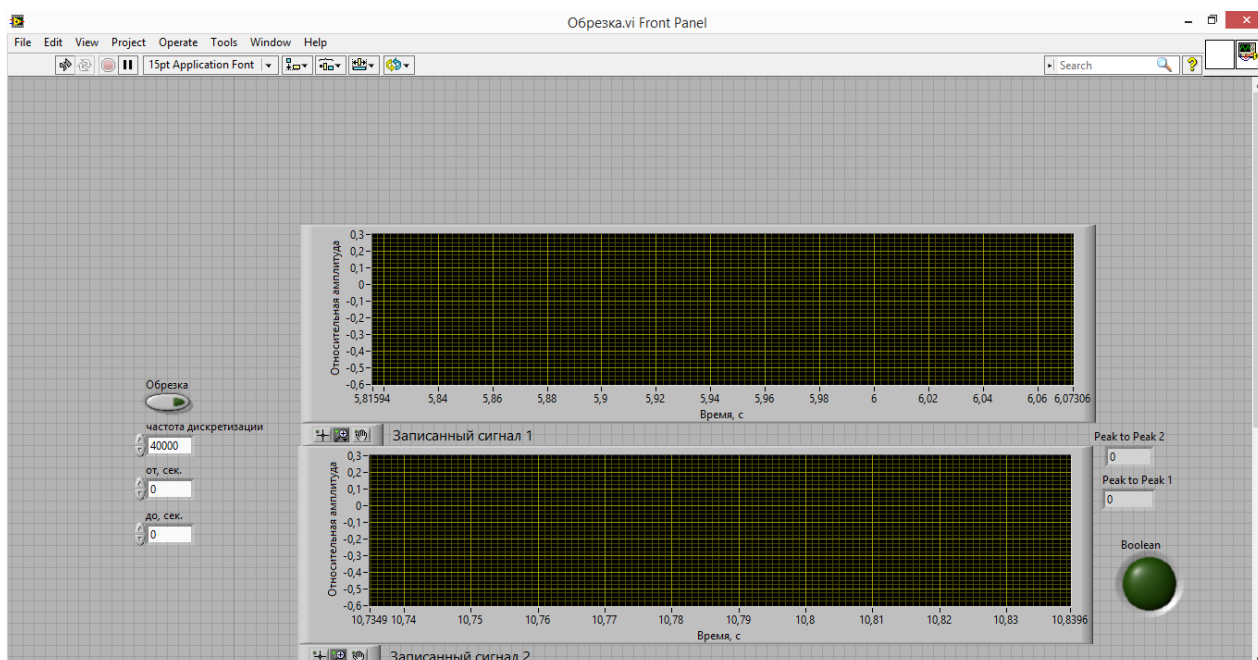 Обрезка.vi Front Panel
File Edit View Project Operate Tools Window Help
15pt Application Font
Search
?
0,3
0,2
0,1
0
-0,1
-0,2
-0,3
-0,4
-0,5
-0,6
Относительная амплитуда
5,81594 5,84 5,86 5,88 5,9 5,92 5,94 5,96 5,98 6 6,02 6,04 6,06 6,07306
Время, с
Обрезка
частота дискретизации
40000
от, сек.
0
до, сек.
0
Записанный сигнал 1
0,3
0,2
0,1
0
-0,1
-0,2
-0,3
-0,4
-0,5
-0,6
Относительная амплитуда
10,7349 10,74 10,75 10,76 10,77 10,78 10,79 10,8 10,81 10,82 10,83 10,8396
Время, с
Записанный сигнал 2
Peak to Peak 2
0
Peak to Peak 1
0
Boolean